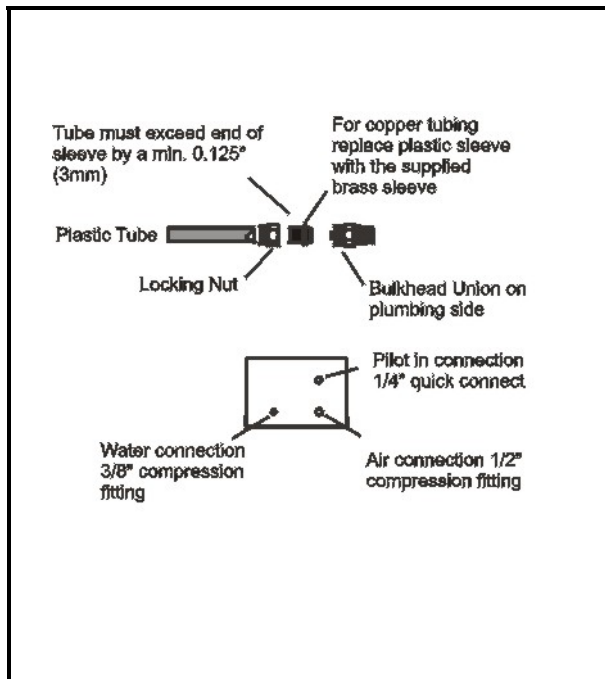 Tube must exceed end of
sleeve by a min. 0.125"
(3mm)
For copper tubing
replace plastic sleeve
with the supplied
brass sleeve
Plastic Tube
Locking Nut
Bulkhead Union on
plumbing side
Pilot in connection
1/4" quick connect
Water connection
3/8" compression
fitting
Air connection 1/2"
compression fitting